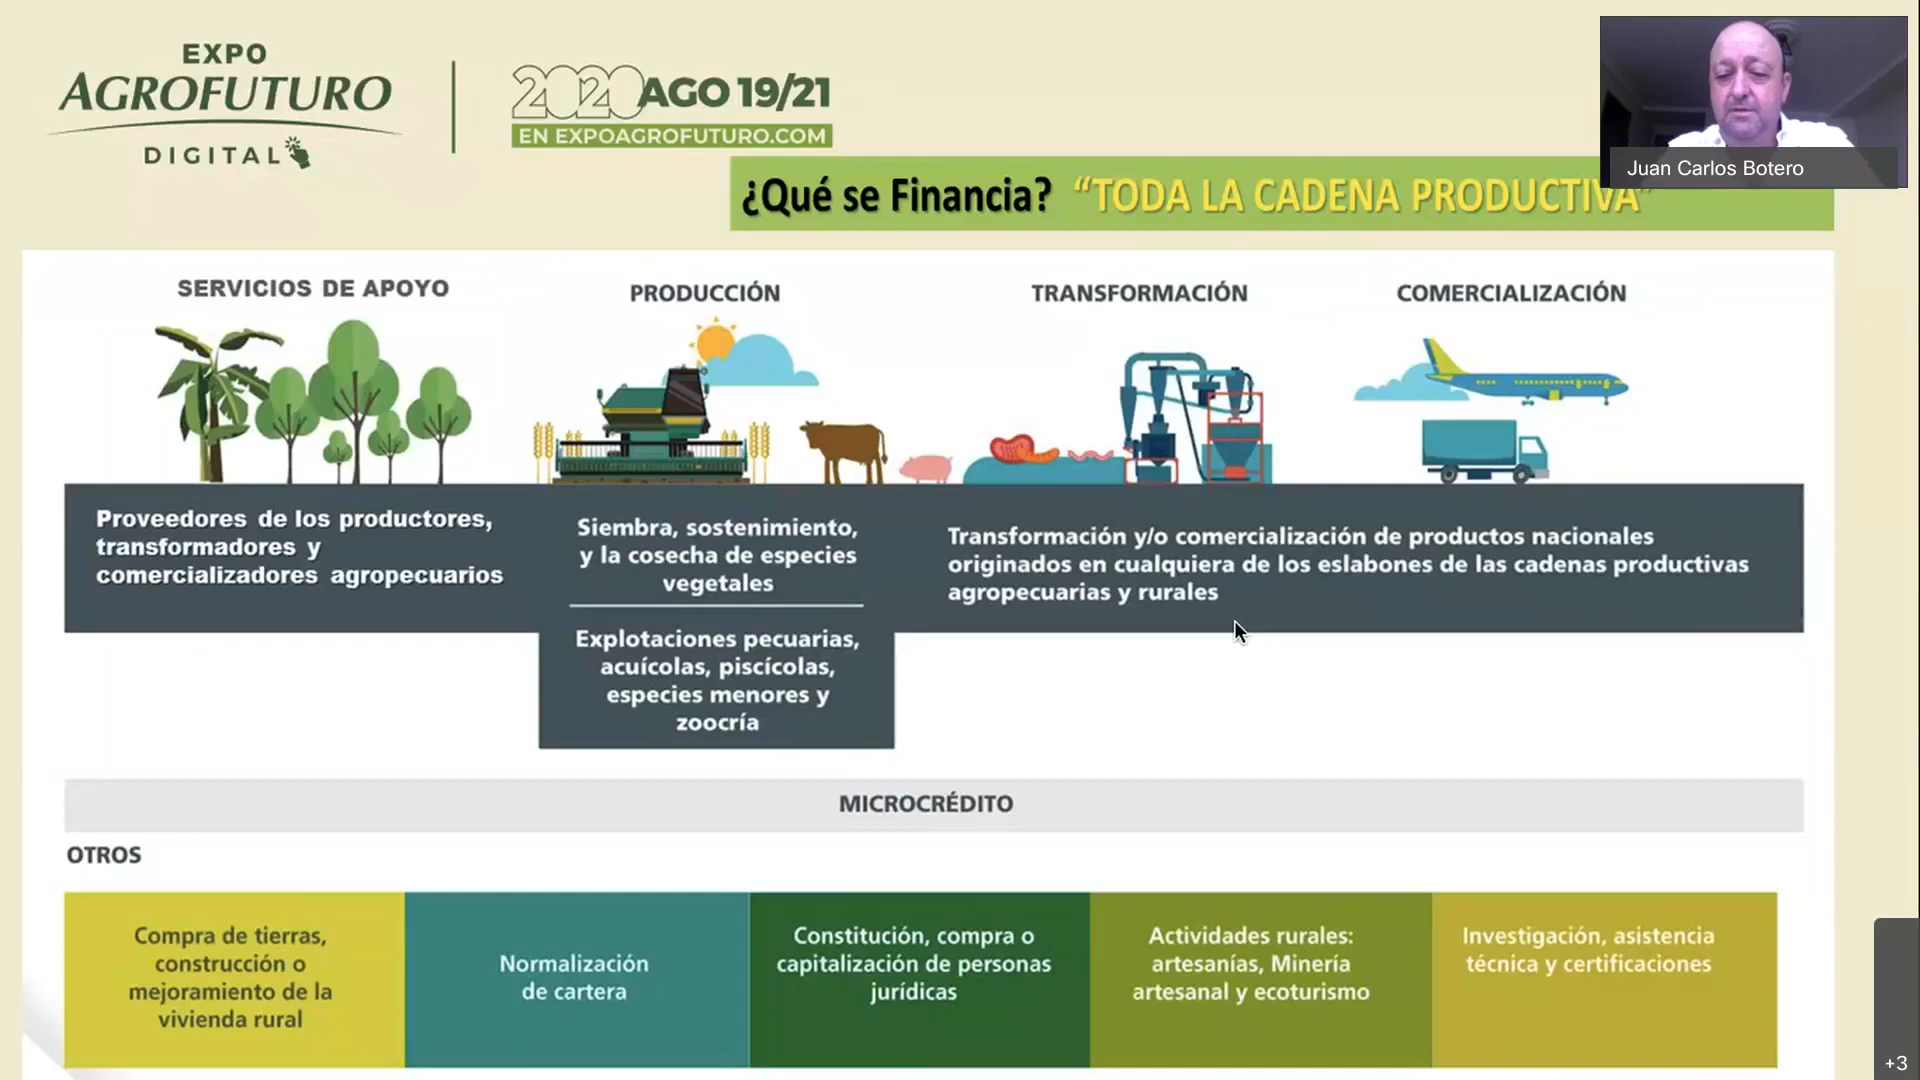 EXPO
AGROFUTURO
DIGITAL
2020 AGO 19/21
EN EXPOAGROFUTURO.COM
Juan Carlos Botero
¿Qué se Financia? “TODA LA CADENA PRODUCTIVA”
SERVICIOS DE APOYO
PRODUCCIÓN
TRANSFORMACIÓN
COMERCIALIZACIÓN
Proveedores de los productores,
transformadores y
comercializadores agropecuarios
Siembra, sostenimiento,
y la cosecha de especies
vegetales
Explotaciones pecuarias,
acuícolas, piscícolas,
especies menores y
zoocría
Transformación y/o comercialización de productos nacionales
originados en cualquiera de los eslabones de las cadenas productivas
agropecuarias y rurales
MICROCRÉDITO
OTROS
Compra de tierras,
construcción o
mejoramiento de la
vivienda rural
Normalización
de cartera
Constitución, compra o
capitalización de personas
jurídicas
Actividades rurales:
artesanías, Minería
artesanal y ecoturismo
Investigación, asistencia
técnica y certificaciones
+3